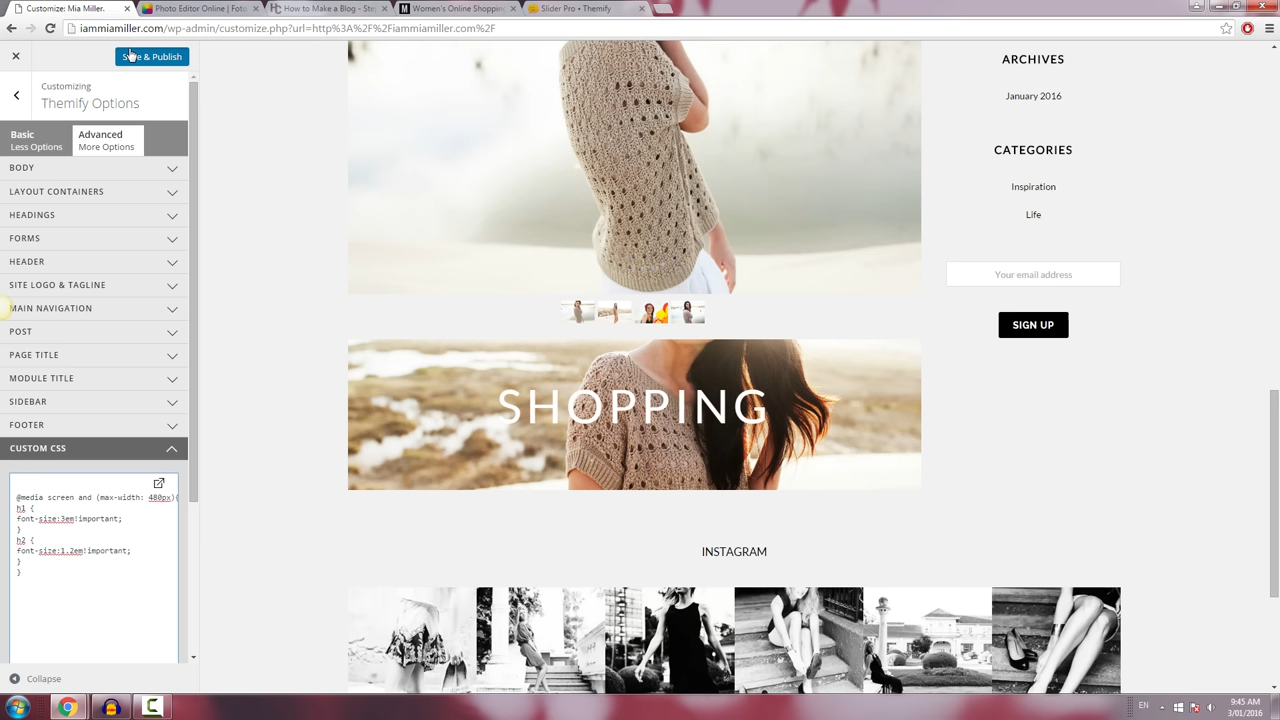 Customize: Mia Miller.
Photo Editor Online | Foto
How to Make a Blog - Step
Women's Online Shopping
Slider Pro • Themify
iammiamiller.com/wp-admin/customize.php?url=http%3A%2F%2Fiammiamiller.com%2F
Save & Publish
Customizing
Themify Options
Basic
Less Options
Advanced
More Options
BODY
LAYOUT CONTAINERS
HEADINGS
FORMS
HEADER
SITE LOGO & TAGLINE
MAIN NAVIGATION
POST
PAGE TITLE
MODULE TITLE
SIDEBAR
FOOTER
CUSTOM CSS
@media screen and (max-width: 480px){
h1 {
font-size:3em!important;
}
h2 {
font-size:1.2em!important;
}
Collapse
SHOPPING
INSTAGRAM
ARCHIVES
January 2016
CATEGORIES
Inspiration
Life
Your email address
SIGN UP
EN
9:45 AM
3/01/2016